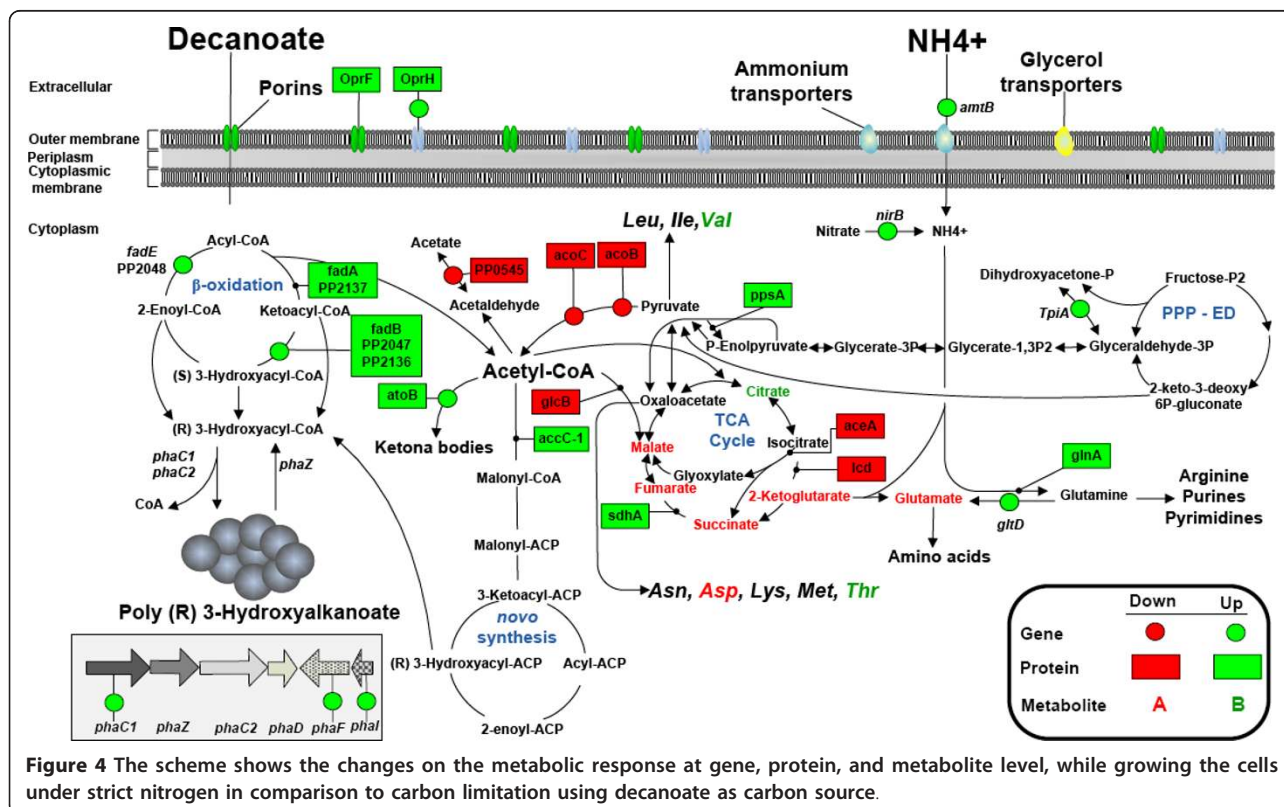 Decanoate
NH4+
Extracellular
Porins
OprF
OprH
Ammonium
transporters
amtB
Glycerol
transporters
Outer membrane
Periplasm
Cytoplasmic
membrane
Cytoplasm
Leu, Ile, Val
Nitrate
nirB
NH4+
Acyl-CoA
fadE
PP2048
β-oxidation
fadA
PP2137
2-Enoyl-CoA
Ketoacyl-CoA
fadB
PP2047
PP2136
(S) 3-Hydroxyacyl-CoA
(R) 3-Hydroxyacyl-CoA
Acetate
PP0545
Acetaldehyde
acoC
acoB
Pyruvate
ppsA
P-Enolpyruvate
Glycerate-3P
Glycerate-1,3P2
Glyceraldehyde-3P
Dihydroxyacetone-P
Fructose-P2
TpiA
PPP - ED
2-keto-3-deoxy
6P-gluconate
Acetyl-CoA
atoB
Ketona bodies
accC-1
glcB
Oxaloacetate
Citrate
TCA
Cycle
Isocitrate
aceA
Malate
Glyoxylate
Icd
Fumarate
2-Ketoglutarate
Glutamate
sdhA
Succinate
glnA
Glutamine
gltD
Arginine
Purines
Pyrimidines
Amino acids
phaC1
phaC2
phaZ
CoA
Malonyl-CoA
Malonyl-ACP
3-Ketoacyl-ACP
novo
synthesis
(R) 3-Hydroxyacyl-ACP
Acyl-ACP
2-enoyl-ACP
Asn, Asp, Lys, Met, Thr
Poly (R) 3-Hydroxyalkanoate
phaC1 phaZ phaC2 phaD phaF phaI
Down Up
Gene
Protein
Metabolite A B
Figure 4 The scheme shows the changes on the metabolic response at gene, protein, and metabolite level, while growing the cells
under strict nitrogen in comparison to carbon limitation using decanoate as carbon source.